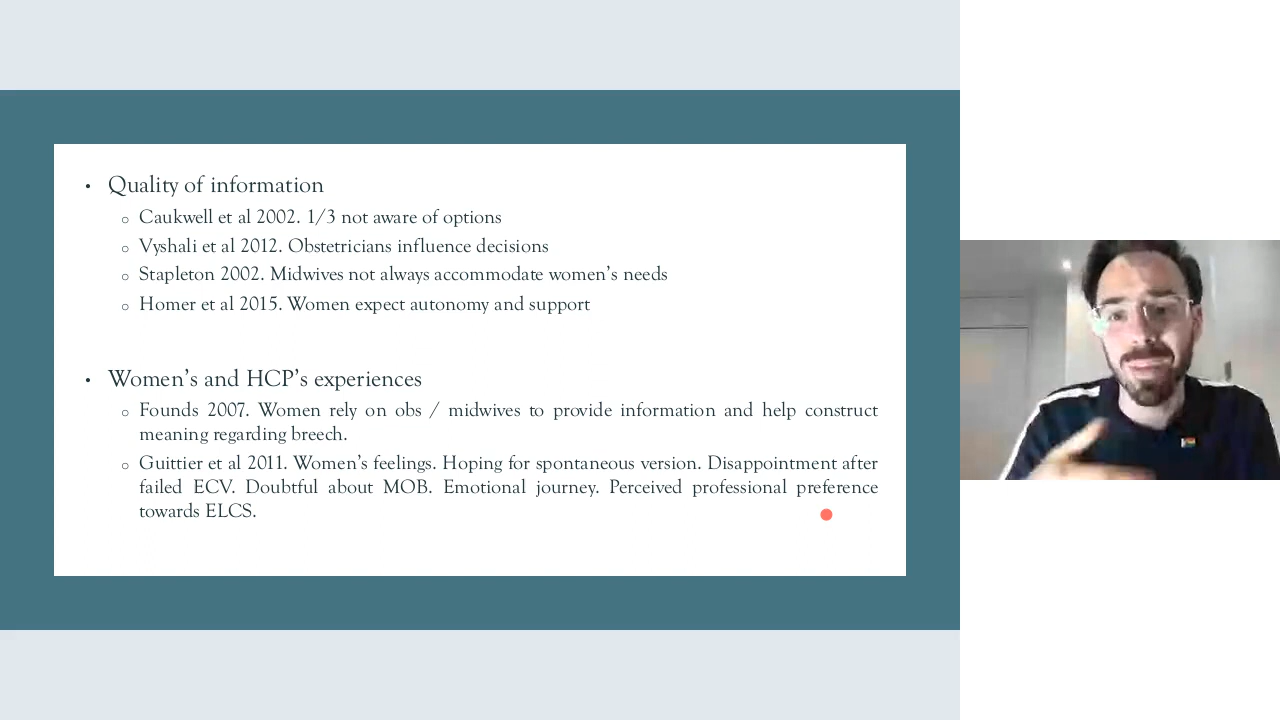 • Quality of information
o Caukwell et al 2002. 1/3 not aware of options
o Vyshali et al 2012. Obstetricians influence decisions
o Stapleton 2002. Midwives not always accommodate women’s needs
o Homer et al 2015. Women expect autonomy and support
• Women’s and HCP’s experiences
o Founds 2007. Women rely on obs / midwives to provide information and help construct
meaning regarding breech.
o Guittier et al 2011. Women’s feelings. Hoping for spontaneous version. Disappointment after
failed ECV. Doubtful about MOB. Emotional journey. Perceived professional preference
towards ELCS.